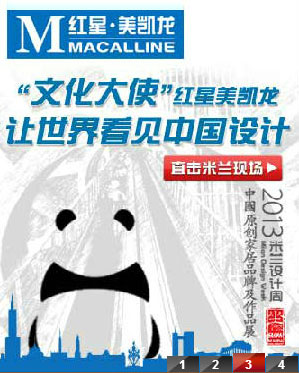 M 红星·美凯龙
MACALLINE
“文化大使”红星美凯龙
让世界看见中国设计
直击米兰现场
2013米兰设计周
Milan Design Week
中國原创家居品牌及作品展
1 2 3 4